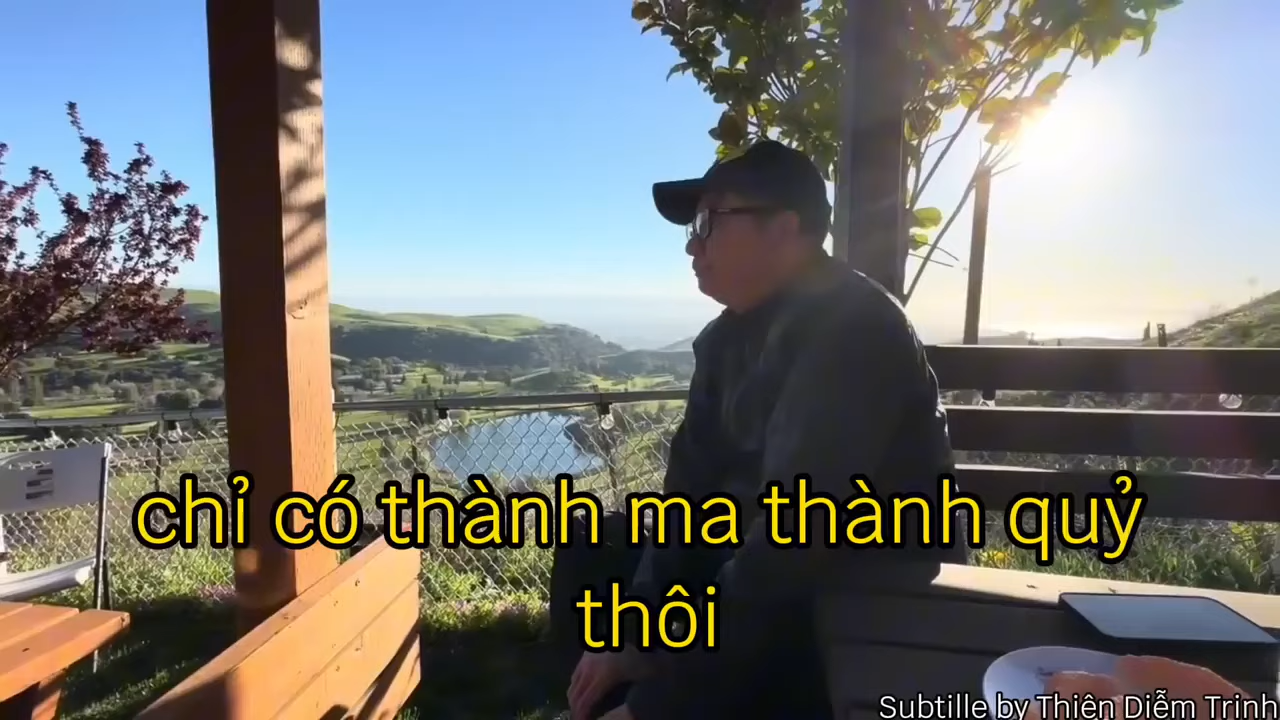 chỉ có thành ma thành quỷ
thôi
Subtille by Thiên Diễm Trinh